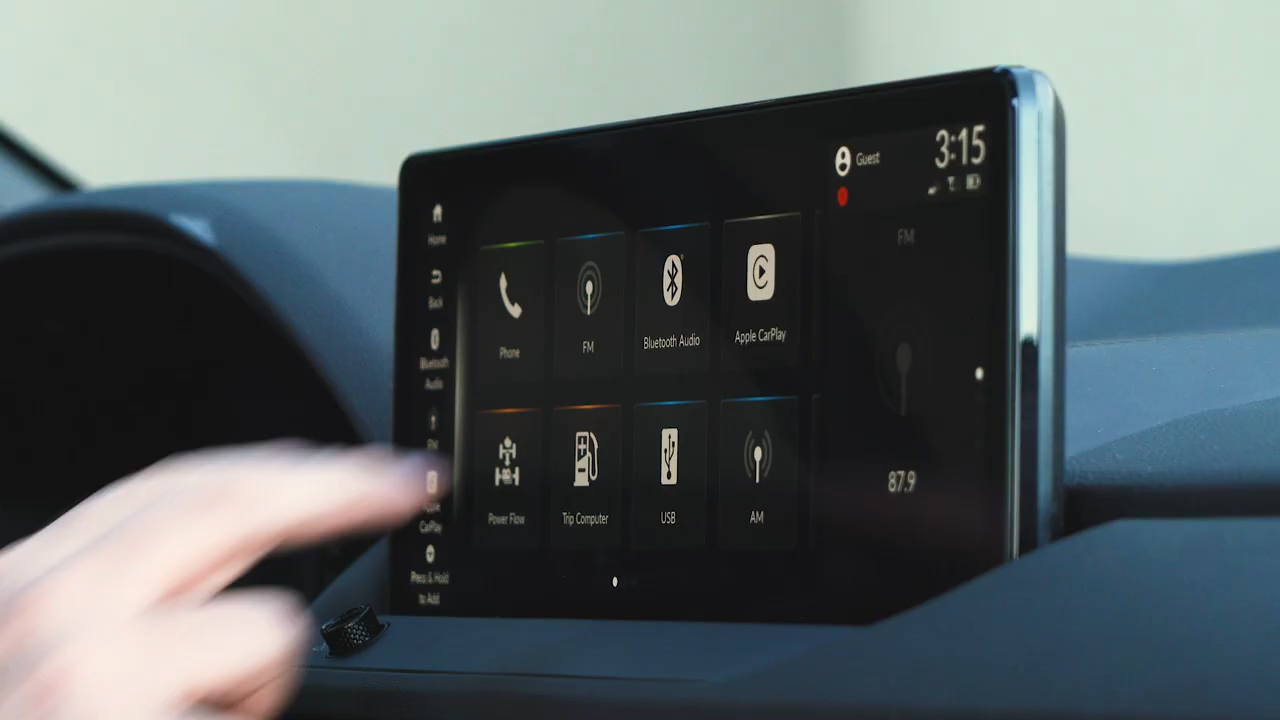 Guest
3:15
Home
Back
Bluetooth
Audio
FM
Apple
CarPlay
Press & Hold
to Add
Phone
FM
Bluetooth Audio
Apple CarPlay
Power Flow
Trip Computer
USB
AM
FM
87.9